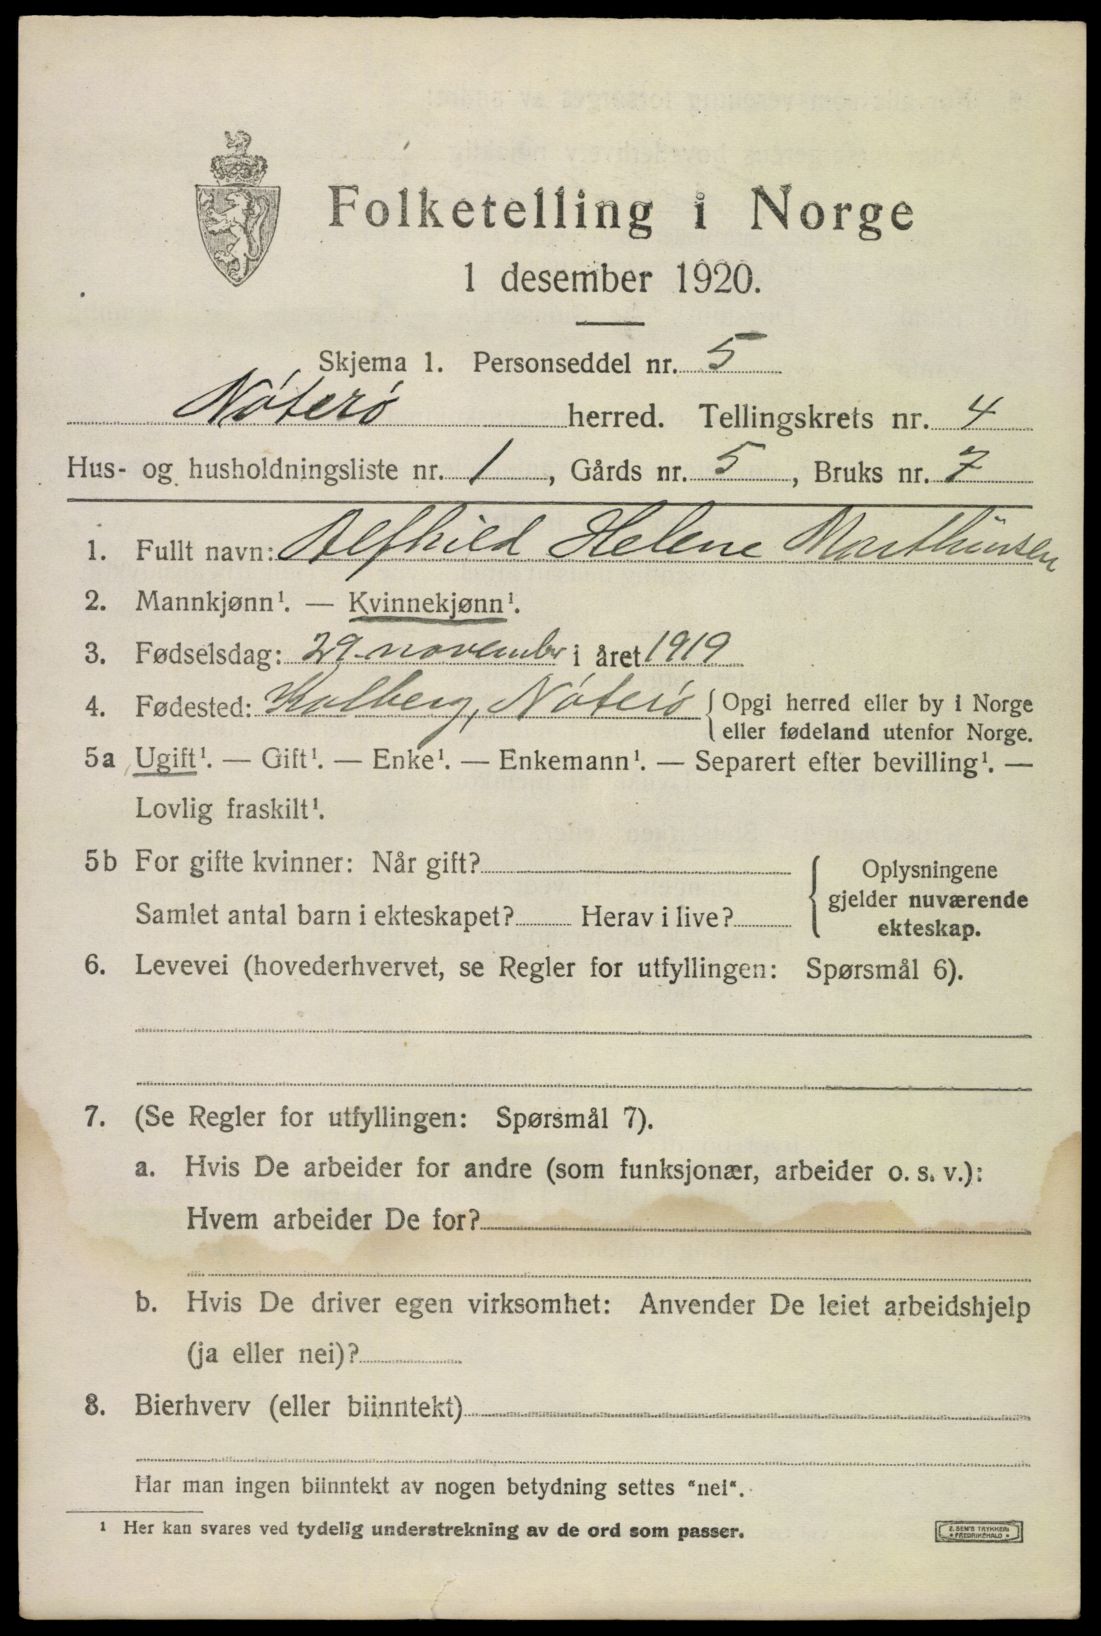 Folketelling i Norge
1 desember 1920.
Skjema 1. Personseddel nr. 5
Nøterø herred. Tellingskrets nr. 4
Hus- og husholdningsliste nr. 1, Gårds nr. 5, Bruks nr. 7
1. Fullt navn: Alfhild Helene Marthinsen
2. Mannkjønn¹. — Kvinnekjønn¹.
3. Fødselsdag: 29. november i året 1919
4. Fødested: Kalberg, Nøterø { Opgi herred eller by i Norge
eller fødeland utenfor Norge.
5a Ugift¹. — Gift¹. — Enke¹. — Enkemann¹. — Separert efter bevilling¹. —
Lovlig fraskilt¹.
5b For gifte kvinner: Når gift?
Samlet antal barn i ekteskapet? Herav i live?
{ Oplysningene
gjelder nuværende
ekteskap.
6. Levevei (hovederhvervet, se Regler for utfyllingen: Spørsmål 6).
7. (Se Regler for utfyllingen: Spørsmål 7).
a. Hvis De arbeider for andre (som funksjonær, arbeider o. s. v.):
Hvem arbeider De for?
b. Hvis De driver egen virksomhet: Anvender De leiet arbeidshjelp
(ja eller nei)?
8. Bierhverv (eller biinntekt)
Har man ingen biinntekt av nogen betydning settes "nei".
¹ Her kan svares ved tydelig understrekning av de ord som passer.
E. SEM'S TRYKKERI
FREDRIKSHALD